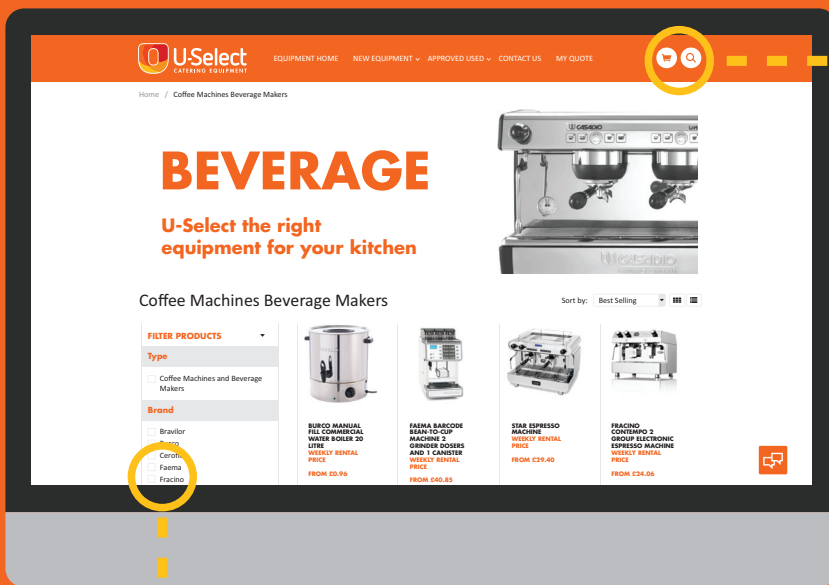 U-Select
CATERING EQUIPMENT
EQUIPMENT HOME NEW EQUIPMENT APPROVED USED CONTACT US MY QUOTE
Home / Coffee Machines Beverage Makers
BEVERAGE
U-Select the right
equipment for your kitchen
CASADIO
CASADIO
Coffee Machines Beverage Makers
Sort by: Best Selling
FILTER PRODUCTS
Type
Coffee Machines and Beverage
Makers
Brand
Bravilor
Faema
Fracino
BURCO MANUAL
FILL COMMERCIAL
WATER BOILER 20
LITRE
WEEKLY RENTAL
PRICE
FROM £0.96
FAEMA BARCODE
BEAN-TO-CUP
MACHINE 2
GRINDER DOSERS
AND 1 CANISTER
WEEKLY RENTAL
PRICE
FROM £40.85
STAR ESPRESSO
MACHINE
WEEKLY RENTAL
PRICE
FROM £29.40
FRACINO
CONTEMPO 2
GROUP ELECTRONIC
ESPRESSO MACHINE
WEEKLY RENTAL
PRICE
FROM £24.06